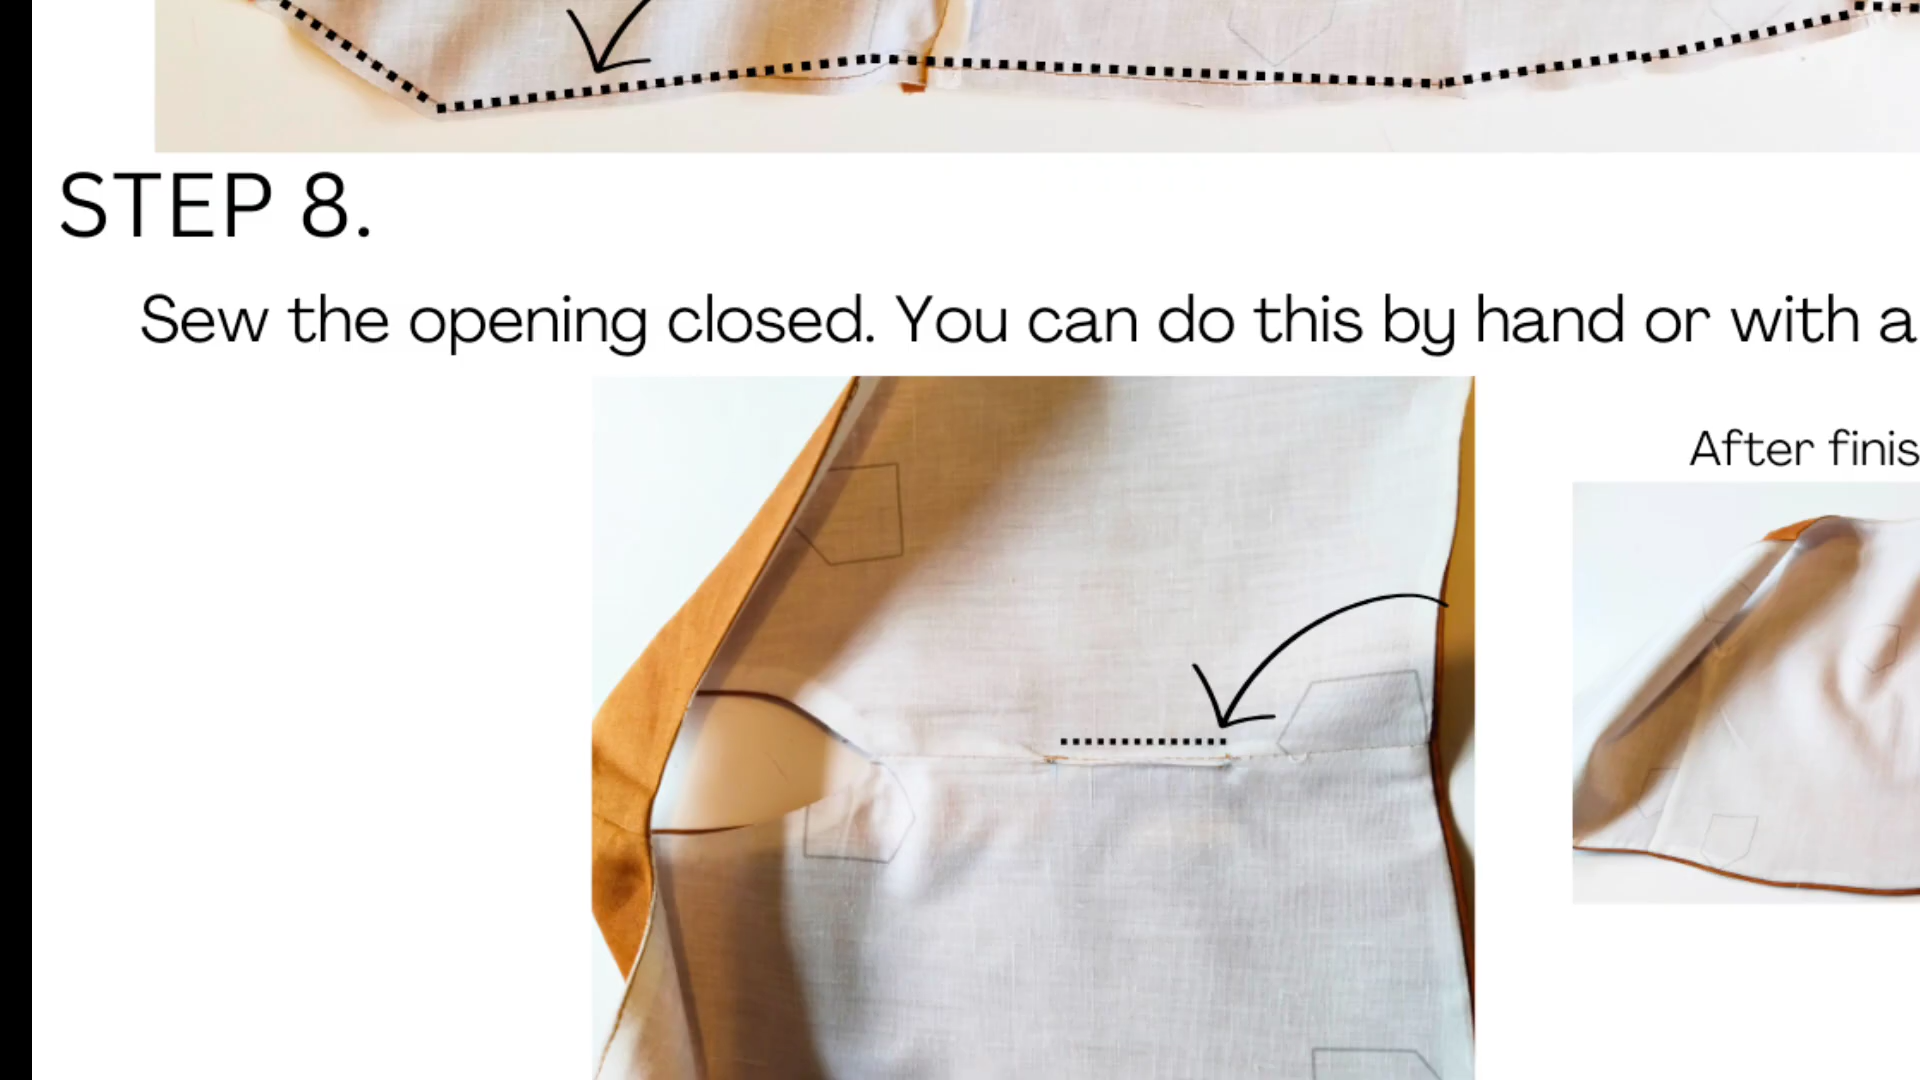 STEP 8.
Sew the opening closed. You can do this by hand or with a
After finis